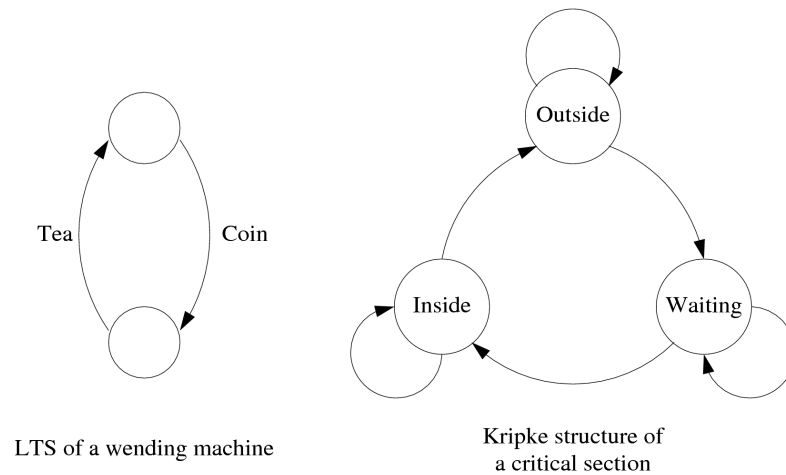 Tea
Coin
LTS of a wending machine
Outside
Inside
Waiting
Kripke structure of
a critical section